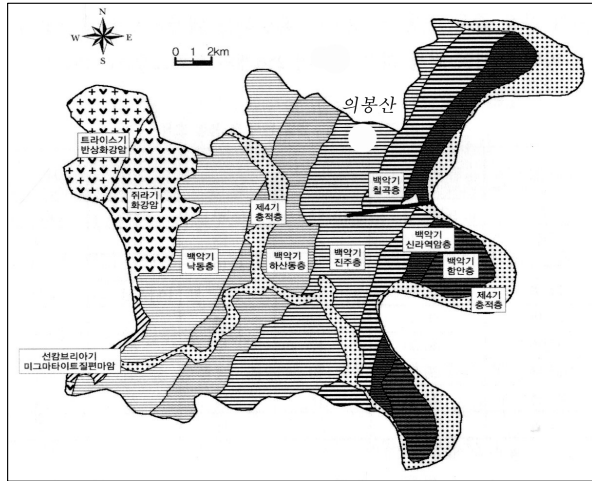 N
W E
S
0 1 2km
의봉산
트라이스기
반상화강암
쥐라기
화강암
제4기
층적층
백악기
칠곡층
백악기
낙동층
백악기
하산동층
백악기
진주층
백악기
신라역암층
백악기
함안층
제4기
층적층
선캄브리아기
미그마타이트질편마암